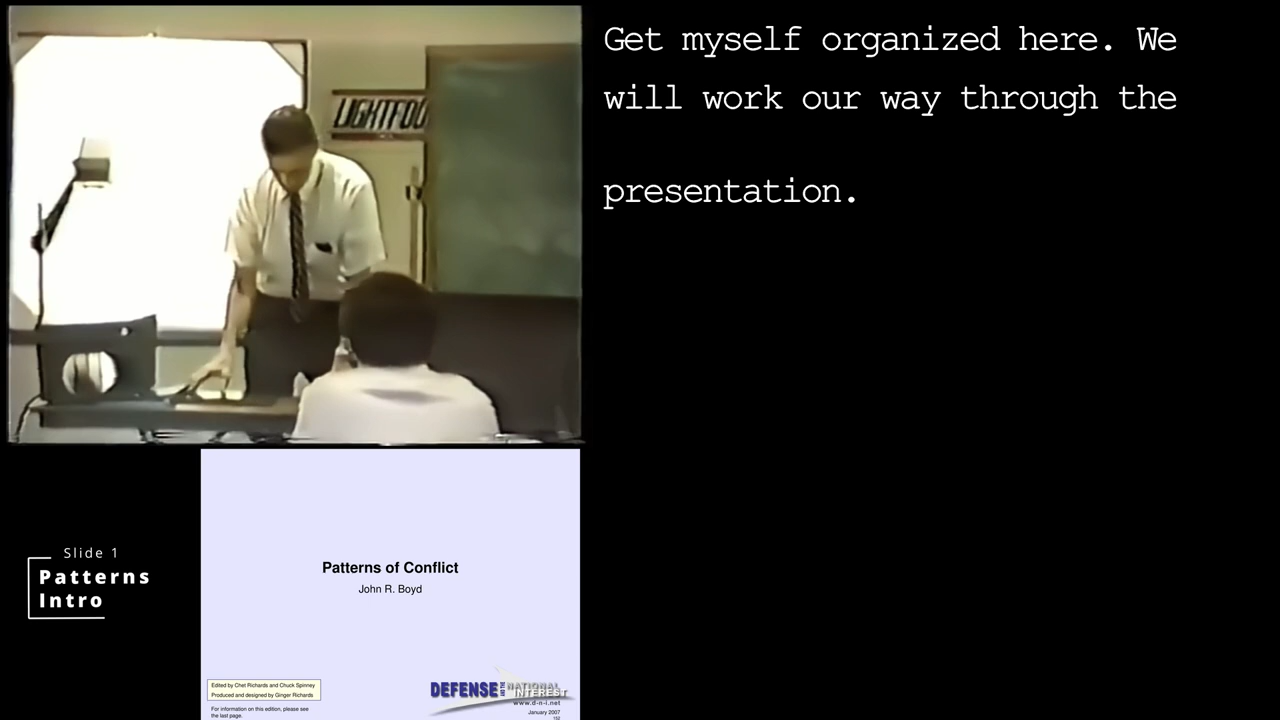 LIGHTFOO
Get myself organized here. We
will work our way through the
presentation.
Slide 1
Patterns
Intro
Patterns of Conflict
John R. Boyd
Edited by Chet Richards and Chuck Spinney
Produced and designed by Ginger Richards
For information on this edition, please see
the last page.
DEFENSE AND THE NATIONAL
INTEREST
www.d-n-i.net
January 2007
152